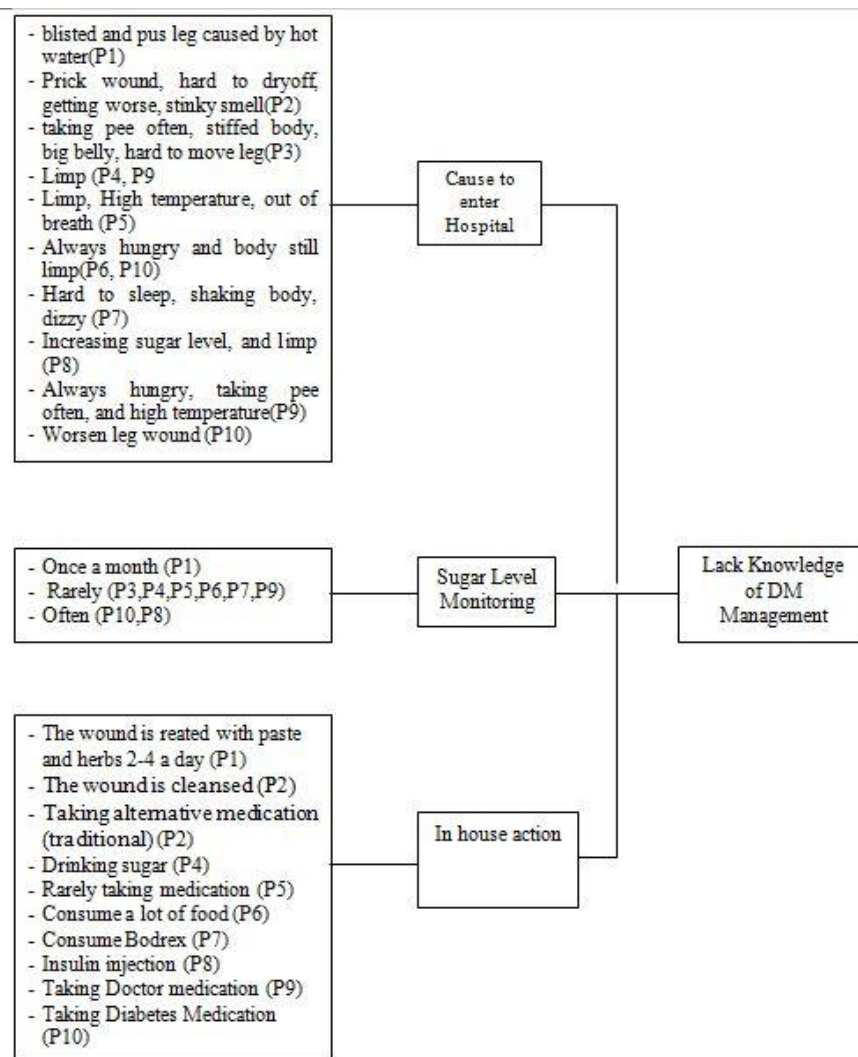 - blisted and pus leg caused by hot
water(P1)
- Prick wound, hard to dryoff,
getting worse, stinky smell(P2)
- taking pee often, stiffed body,
big belly, hard to move leg(P3)
- Limp (P4, P9
- Limp, High temperature, out of
breath (P5)
- Always hungry and body still
limp(P6, P10)
- Hard to sleep, shaking body,
dizzy (P7)
- Increasing sugar level, and limp
(P8)
- Always hungry, taking pee
often, and high temperature(P9)
- Worsen leg wound (P10)
Cause to
enter
Hospital
- Once a month (P1)
- Rarely (P3,P4,P5,P6,P7,P9)
- Often (P10,P8)
Sugar Level
Monitoring
Lack Knowledge
of DM
Management
- The wound is reated with paste
and herbs 2-4 a day (P1)
- The wound is cleansed (P2)
- Taking alternative medication
(traditional) (P2)
- Drinking sugar (P4)
- Rarely taking medication (P5)
- Consume a lot of food (P6)
- Consume Bodrex (P7)
- Insulin injection (P8)
- Taking Doctor medication (P9)
- Taking Diabetes Medication
(P10)
In house action